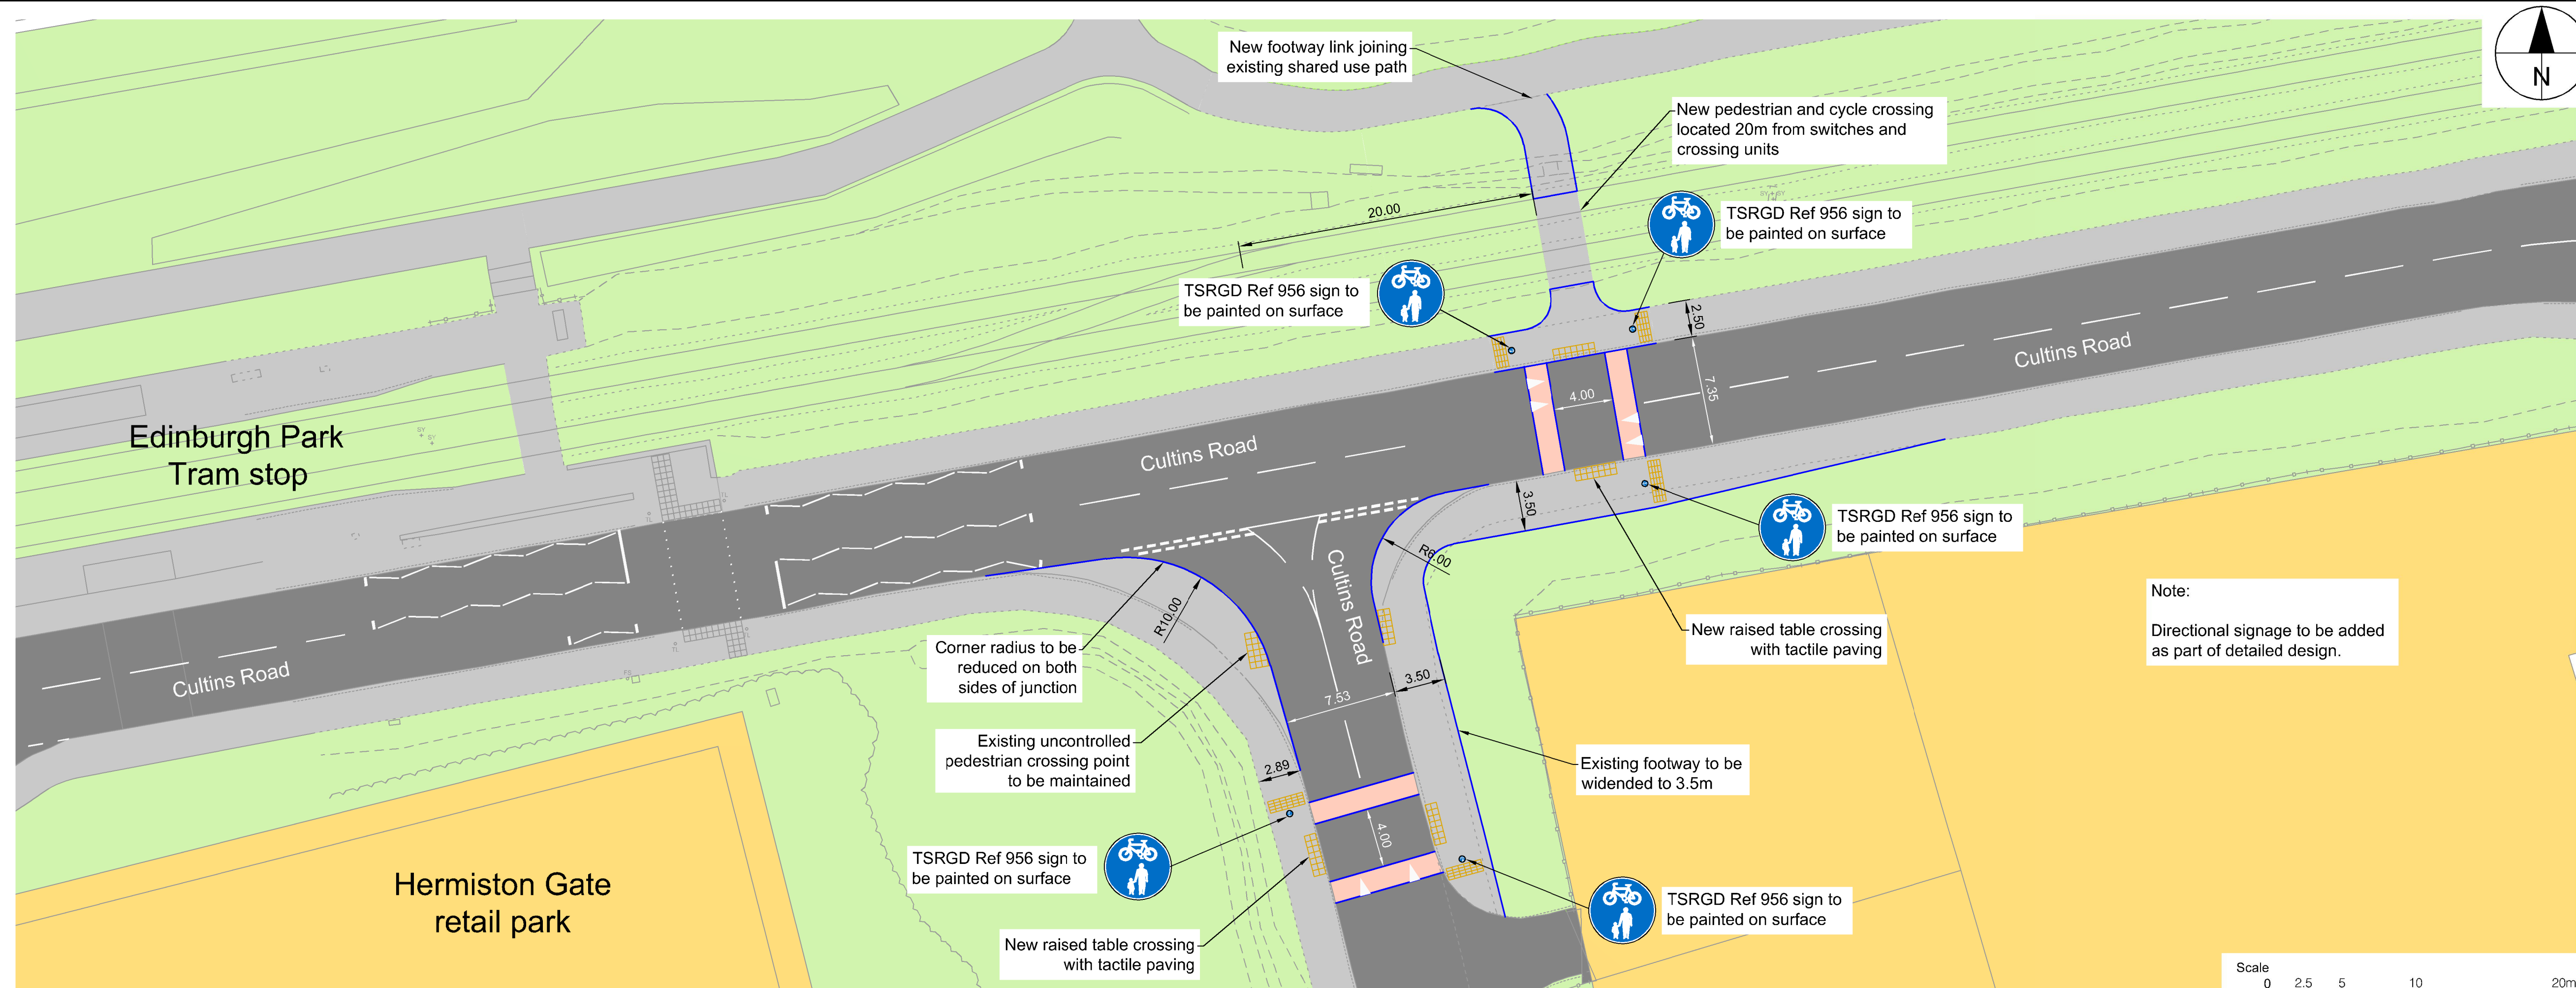 New footway link joining
existing shared use path
N
New pedestrian and cycle crossing
located 20m from switches and
crossing units
TSRGD Ref 956 sign to
be painted on surface
20.00
TSRGD Ref 956 sign to
be painted on surface
2.50
7.35
4.00
Cultins Road
Edinburgh Park
Tram stop
Cultins Road
3.50
TSRGD Ref 956 sign to
be painted on surface
R6.00
Cultins Road
R10.00
Note:
Directional signage to be added
as part of detailed design.
New raised table crossing
with tactile paving
Corner radius to be
reduced on both
sides of junction
Cultins Road
3.50
7.53
Existing uncontrolled
pedestrian crossing point
to be maintained
Existing footway to be
widended to 3.5m
2.89
4.00
TSRGD Ref 956 sign to
be painted on surface
Hermiston Gate
retail park
TSRGD Ref 956 sign to
be painted on surface
New raised table crossing
with tactile paving
Scale
0 2.5 5 10 20m